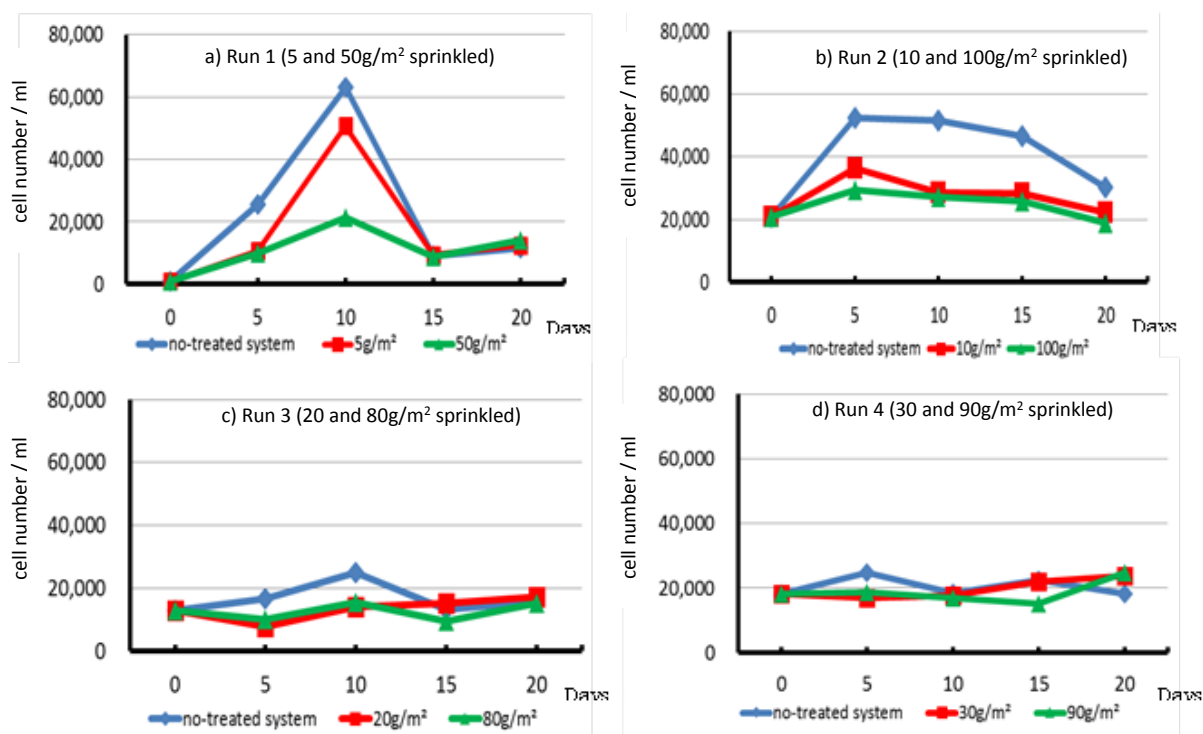 a) Run 1 (5 and 50g/m² sprinkled)
cell number / ml
80,000
60,000
40,000
20,000
0
0 5 10 15 20 Days
no-treated system 5g/m² 50g/m²
b) Run 2 (10 and 100g/m² sprinkled)
cell number / ml
80,000
60,000
40,000
20,000
0
0 5 10 15 20 Days
no-treated system 10g/m² 100g/m²
c) Run 3 (20 and 80g/m² sprinkled)
cell number / ml
80,000
60,000
40,000
20,000
0
0 5 10 15 20 Days
no-treated system 20g/m² 80g/m²
d) Run 4 (30 and 90g/m² sprinkled)
cell number / ml
80,000
60,000
40,000
20,000
0
0 5 10 15 20 Days
no-treated system 30g/m² 90g/m²